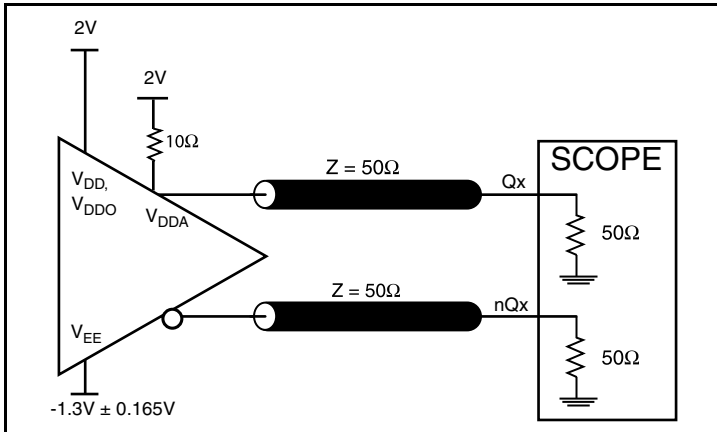 2V
2V
10Ω
V_DD,
V_DDO
V_DDA
V_EE
-1.3V ± 0.165V
Z = 50Ω
Qx
Z = 50Ω
nQx
SCOPE
50Ω
50Ω